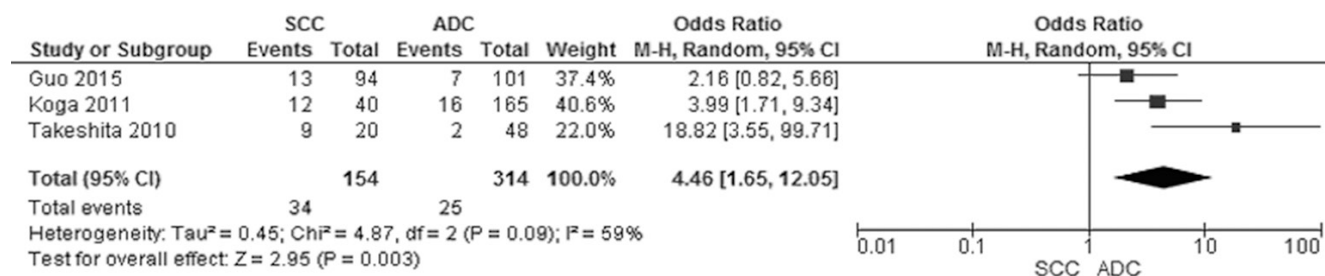 SCC ADC Odds Ratio Odds Ratio
Study or Subgroup Events Total Events Total Weight M-H, Random, 95% CI M-H, Random, 95% CI
Guo 2015 13 94 7 101 37.4% 2.16 [0.82, 5.66]
Koga 2011 12 40 16 165 40.6% 3.99 [1.71, 9.34]
Takeshita 2010 9 20 2 48 22.0% 18.82 [3.55, 99.71]
Total (95% CI) 154 314 100.0% 4.46 [1.65, 12.05]
Total events 34 25
Heterogeneity: Tau² = 0.45; Chi² = 4.87, df = 2 (P = 0.09); I² = 59%
Test for overall effect: Z = 2.95 (P = 0.003)
0.01 0.1 1 10 100
SCC ADC